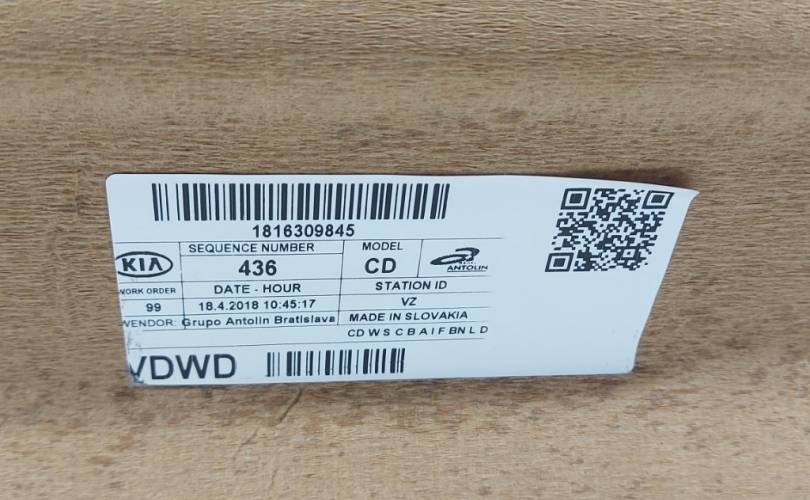 1816309845
KIA
SEQUENCE NUMBER
436
MODEL
CD
ANTOLIN
WORK ORDER
99
DATE - HOUR
18.4.2018 10:45:17
STATION ID
VZ
VENDOR: Grupo Antolin Bratislava
MADE IN SLOVAKIA
CD W S C B A I F BN L D
VDWD